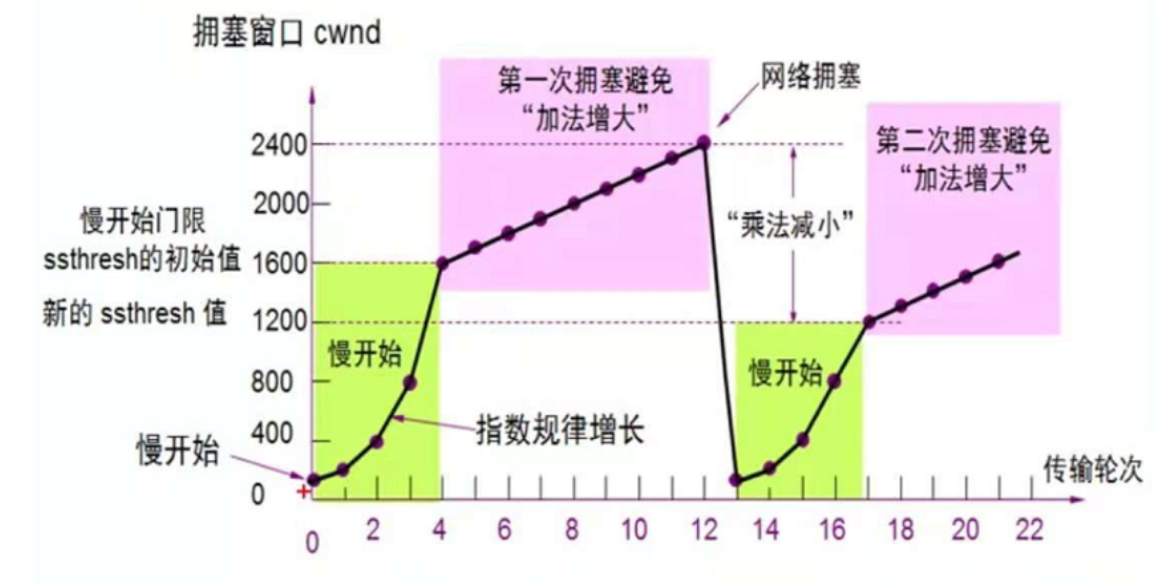 拥塞窗口 cwnd
第一次拥塞避免
“加法增大”
网络拥塞
第二次拥塞避免
“加法增大”
2400
2000
慢开始门限
ssthresh的初始值
1600
“乘法减小”
新的 ssthresh 值
1200
慢开始
慢开始
800
400
指数规律增长
慢开始
0
传输轮次
0 2 4 6 8 10 12 14 16 18 20 22